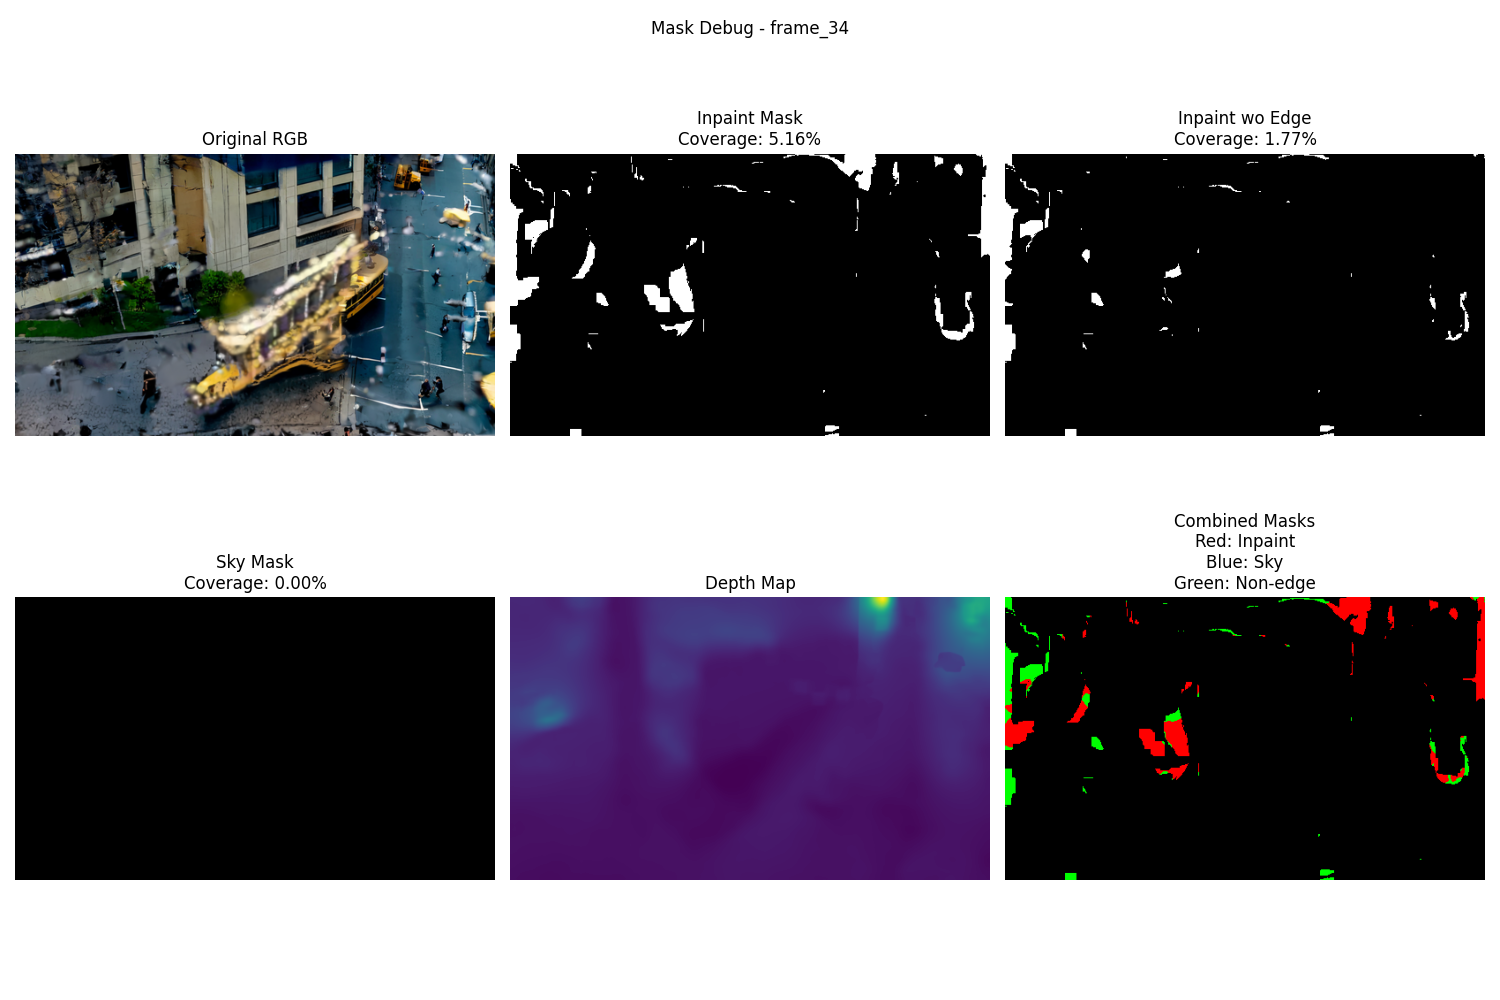 Mask Debug - frame_34
Original RGB
Inpaint Mask
Coverage: 5.16%
Inpaint wo Edge
Coverage: 1.77%
Sky Mask
Coverage: 0.00%
Depth Map
Combined Masks
Red: Inpaint
Blue: Sky
Green: Non-edge